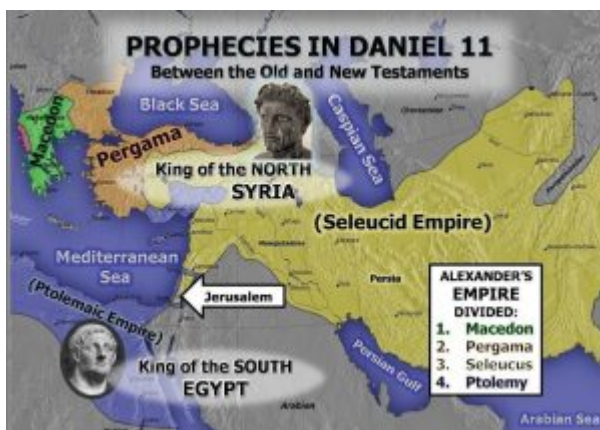 PROPHECIES IN DANIEL 11
Between the Old and New Testaments
Black Sea
Caspian Sea
Macedon
Pergama
King of the NORTH
SYRIA
(Seleucid Empire)
Mediterranean
Sea
Persia
(Ptolemaic Empire)
Jerusalem
ALEXANDER'S
EMPIRE
DIVIDED:
1. Macedon
2. Pergama
3. Seleucus
4. Ptolemy
King of the SOUTH
EGYPT
Persian Gulf
Arabian
Arabian Sea